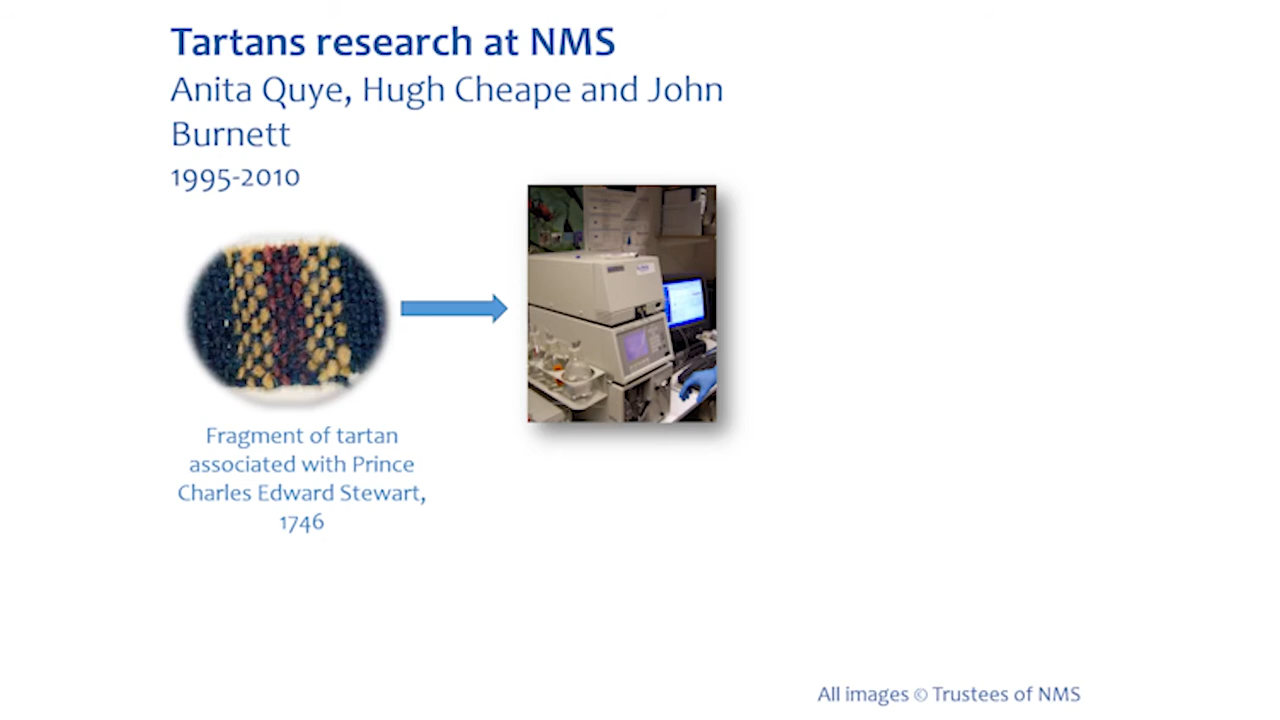 Tartans research at NMS
Anita Quye, Hugh Cheape and John
Burnett
1995-2010
Fragment of tartan
associated with Prince
Charles Edward Stewart,
1746
All images © Trustees of NMS